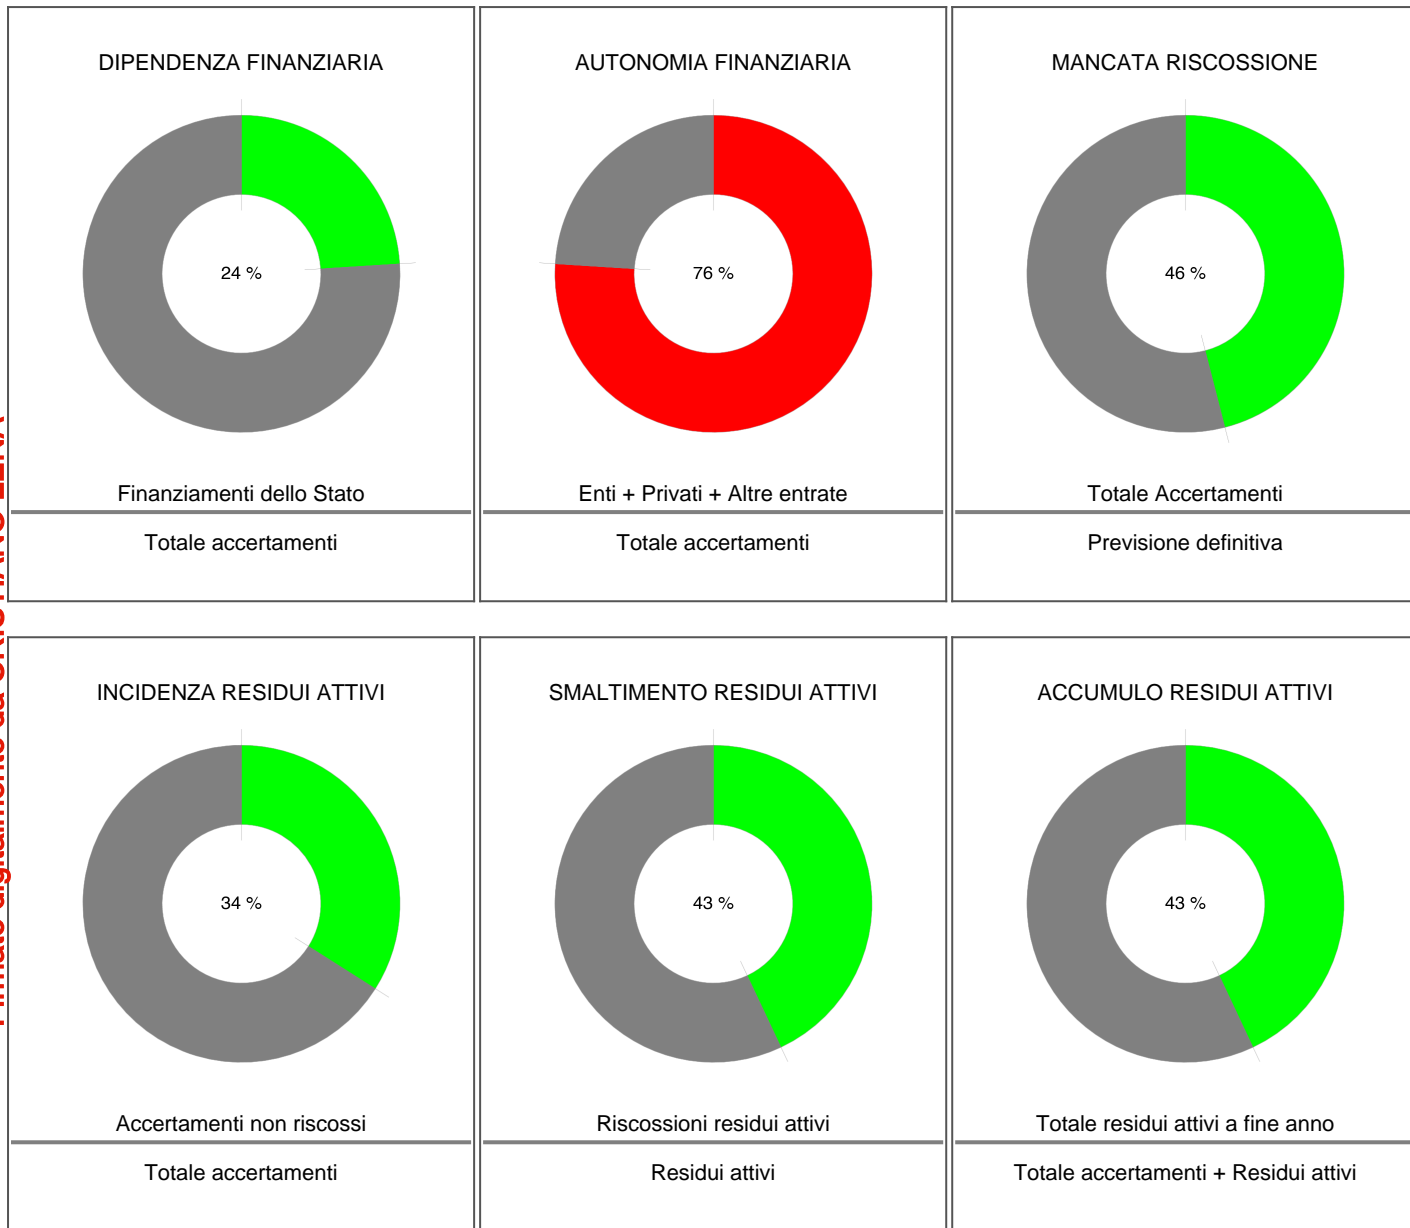 DIPENDENZA FINANZIARIA
24 %
Finanziamenti dello Stato
Totale accertamenti
AUTONOMIA FINANZIARIA
76 %
Enti + Privati + Altre entrate
Totale accertamenti
MANCATA RISCOSSIONE
46 %
Totale Accertamenti
Previsione definitiva
INCIDENZA RESIDUI ATTIVI
34 %
Accertamenti non riscossi
Totale accertamenti
SMALTIMENTO RESIDUI ATTIVI
43 %
Riscossioni residui attivi
Residui attivi
ACCUMULO RESIDUI ATTIVI
43 %
Totale residui attivi a fine anno
Totale accertamenti + Residui attivi